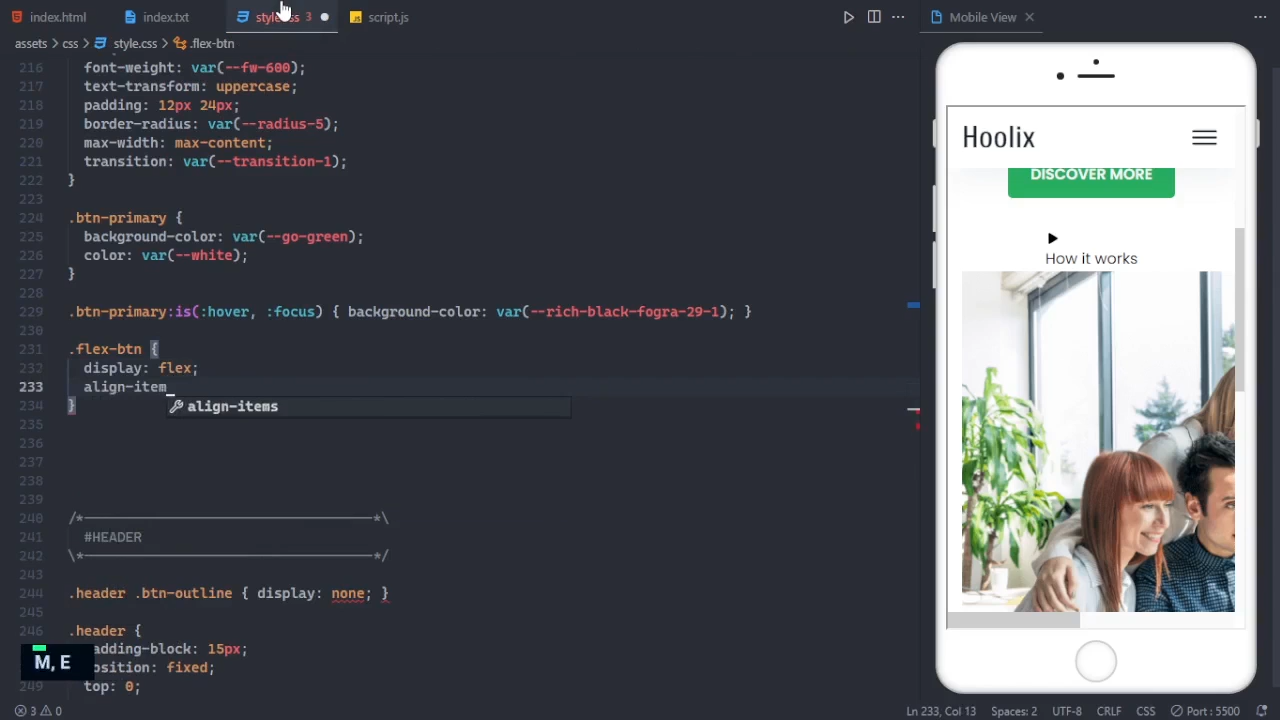 index.html
index.txt
style.css 3
script.js
Mobile View
assets > css > style.css > .flex-btn
216 font-weight: var(--fw-600);
217 text-transform: uppercase;
218 padding: 12px 24px;
219 border-radius: var(--radius-5);
220 max-width: max-content;
221 transition: var(--transition-1);
222 }
223
224 .btn-primary {
225 background-color: var(--go-green);
226 color: var(--white);
227 }
228
229 .btn-primary:is(:hover, :focus) { background-color: var(--rich-black-fogra-29-1); }
230
231 .flex-btn {
232 display: flex;
233 align-item
align-items
234 }
235
236
237
238
239
240 /*-----------------------------------*\
241 #HEADER
242 \*-----------------------------------*/
243
244 .header .btn-outline { display: none; }
245
246 .header {
adding-block: 15px;
osition: fixed;
249 top: 0;
M, E
Hoolix
DISCOVER MORE
How it works
3 0
Ln 233, Col 13 Spaces: 2 UTF-8 CRLF CSS Port : 5500